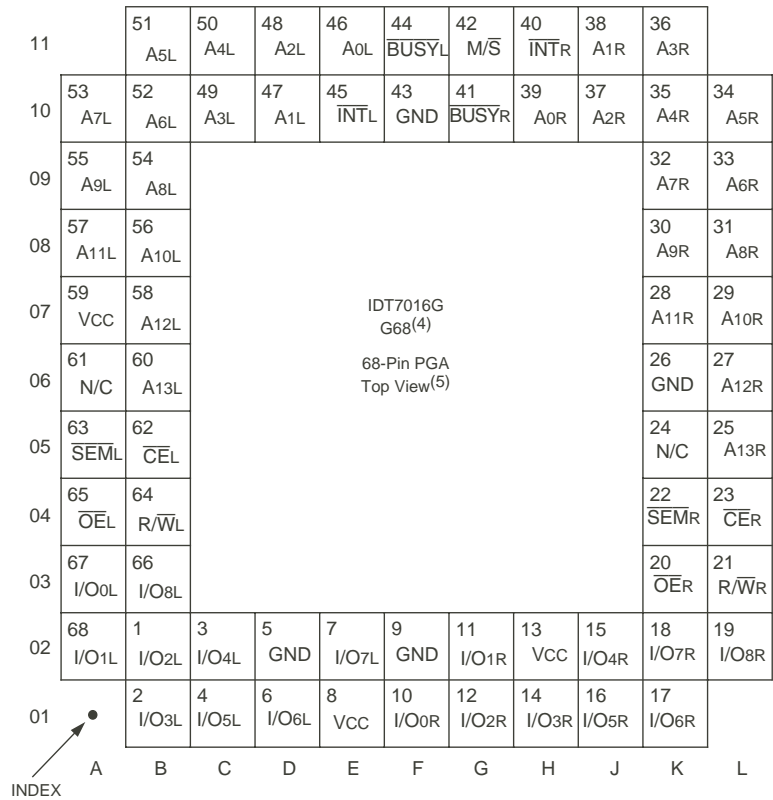 51 50 48 46 44 42 40 38 36
11 A5L A4L A2L A0L BUSYL M/S INTR A1R A3R
53 52 49 47 45 43 41 39 37 35 34
10 A7L A6L A3L A1L INTL GND BUSYR A0R A2R A4R A5R
55 54 32 33
09 A9L A8L A7R A6R
57 56 30 31
08 A11L A10L A9R A8R
59 58 28 29
07 VCC A12L A11R A10R
IDT7016G
G68(4)
61 60 26 27
06 N/C A13L GND A12R
68-Pin PGA
Top View(5)
63 62 24 25
05 SEML CEL N/C A13R
65 64 22 23
04 OEL R/WL SEMR CER
67 66 20 21
03 I/O0L I/O8L OER R/WR
68 1 3 5 7 9 11 13 15 18 19
02 I/O1L I/O2L I/O4L GND I/O7L GND I/O1R VCC I/O4R I/O7R I/O8R
2 4 6 8 10 12 14 16 17
01 I/O3L I/O5L I/O6L VCC I/O0R I/O2R I/O3R I/O5R I/O6R
A B C D E F G H J K L
INDEX